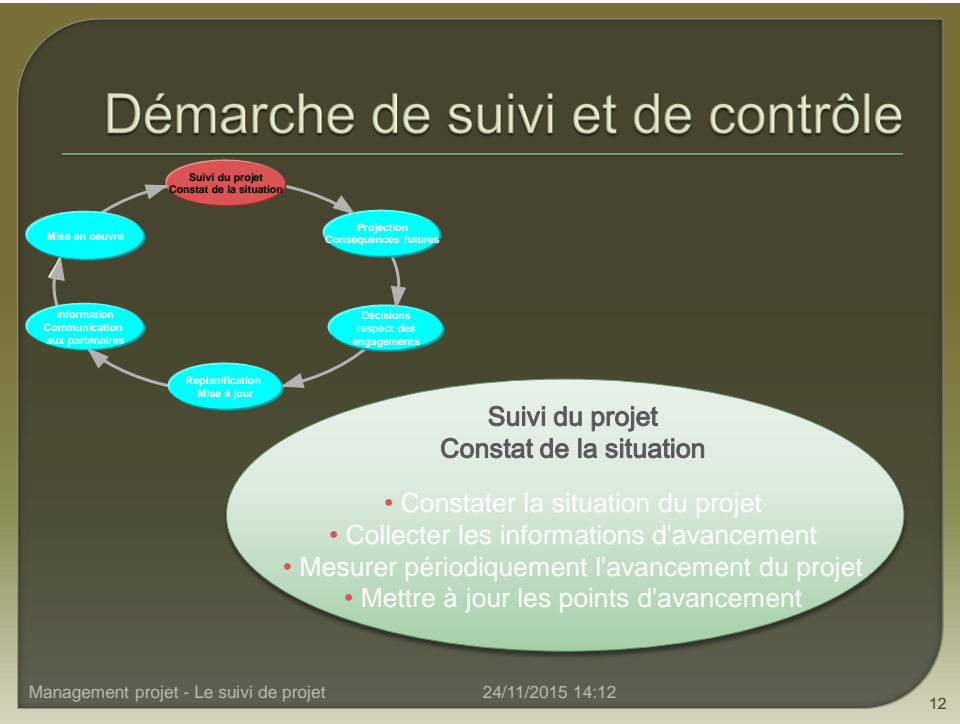 Démarche de suivi et de contrôle
Suivi du projet
Constat de la situation
Projection
Conséquences futures
Décisions
respect des
engagements
Replanification
Mise à jour
Information
Communication
aux partenaires
Mise en oeuvre
Suivi du projet
Constat de la situation
• Constater la situation du projet
• Collecter les informations d'avancement
• Mesurer périodiquement l'avancement du projet
• Mettre à jour les points d'avancement
Management projet - Le suivi de projet
24/11/2015 14:12
12